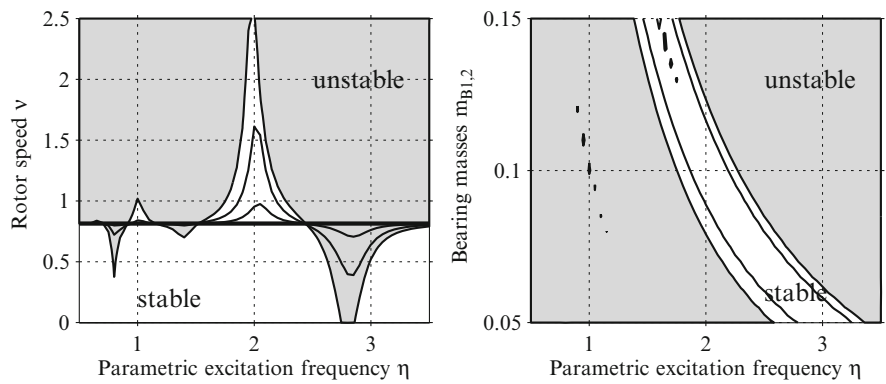 2.5
2
1.5
1
0.5
0
Rotor speed ν
unstable
stable
1
2
3
Parametric excitation frequency η
0.15
0.1
0.05
Bearing masses mB1,2
unstable
stable
1
2
3
Parametric excitation frequency η